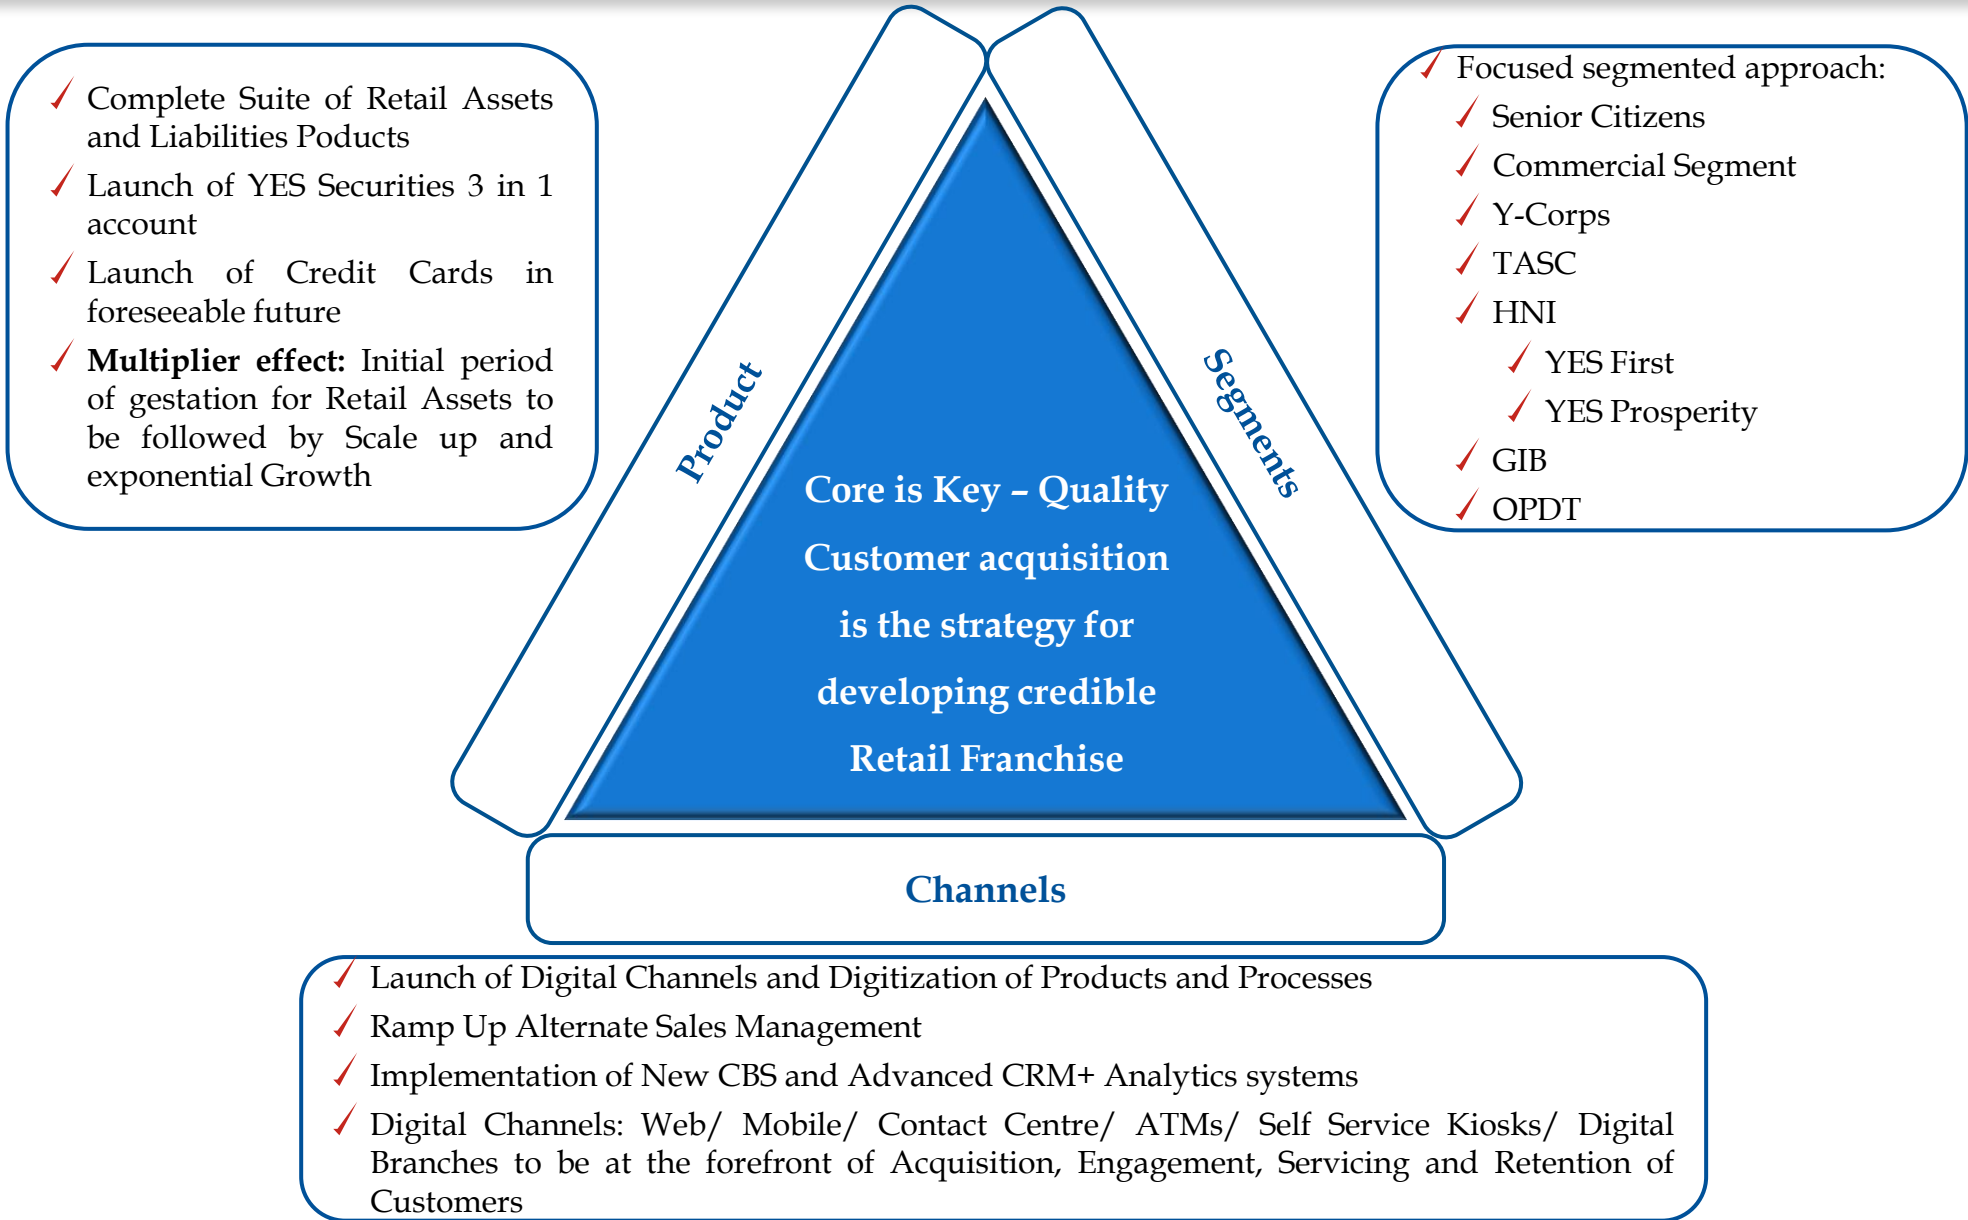 Complete Suite of Retail Assets
and Liabilities Poducts
Launch of YES Securities 3 in 1
account
Launch of Credit Cards in
foreseeable future
Multiplier effect: Initial period
of gestation for Retail Assets to
be followed by Scale up and
exponential Growth
Product
Segments
Focused segmented approach:
Senior Citizens
Commercial Segment
Y-Corps
TASC
HNI
YES First
YES Prosperity
GIB
OPDT
Core is Key – Quality
Customer acquisition
is the strategy for
developing credible
Retail Franchise
Channels
Launch of Digital Channels and Digitization of Products and Processes
Ramp Up Alternate Sales Management
Implementation of New CBS and Advanced CRM+ Analytics systems
Digital Channels: Web/ Mobile/ Contact Centre/ ATMs/ Self Service Kiosks/ Digital
Branches to be at the forefront of Acquisition, Engagement, Servicing and Retention of
Customers